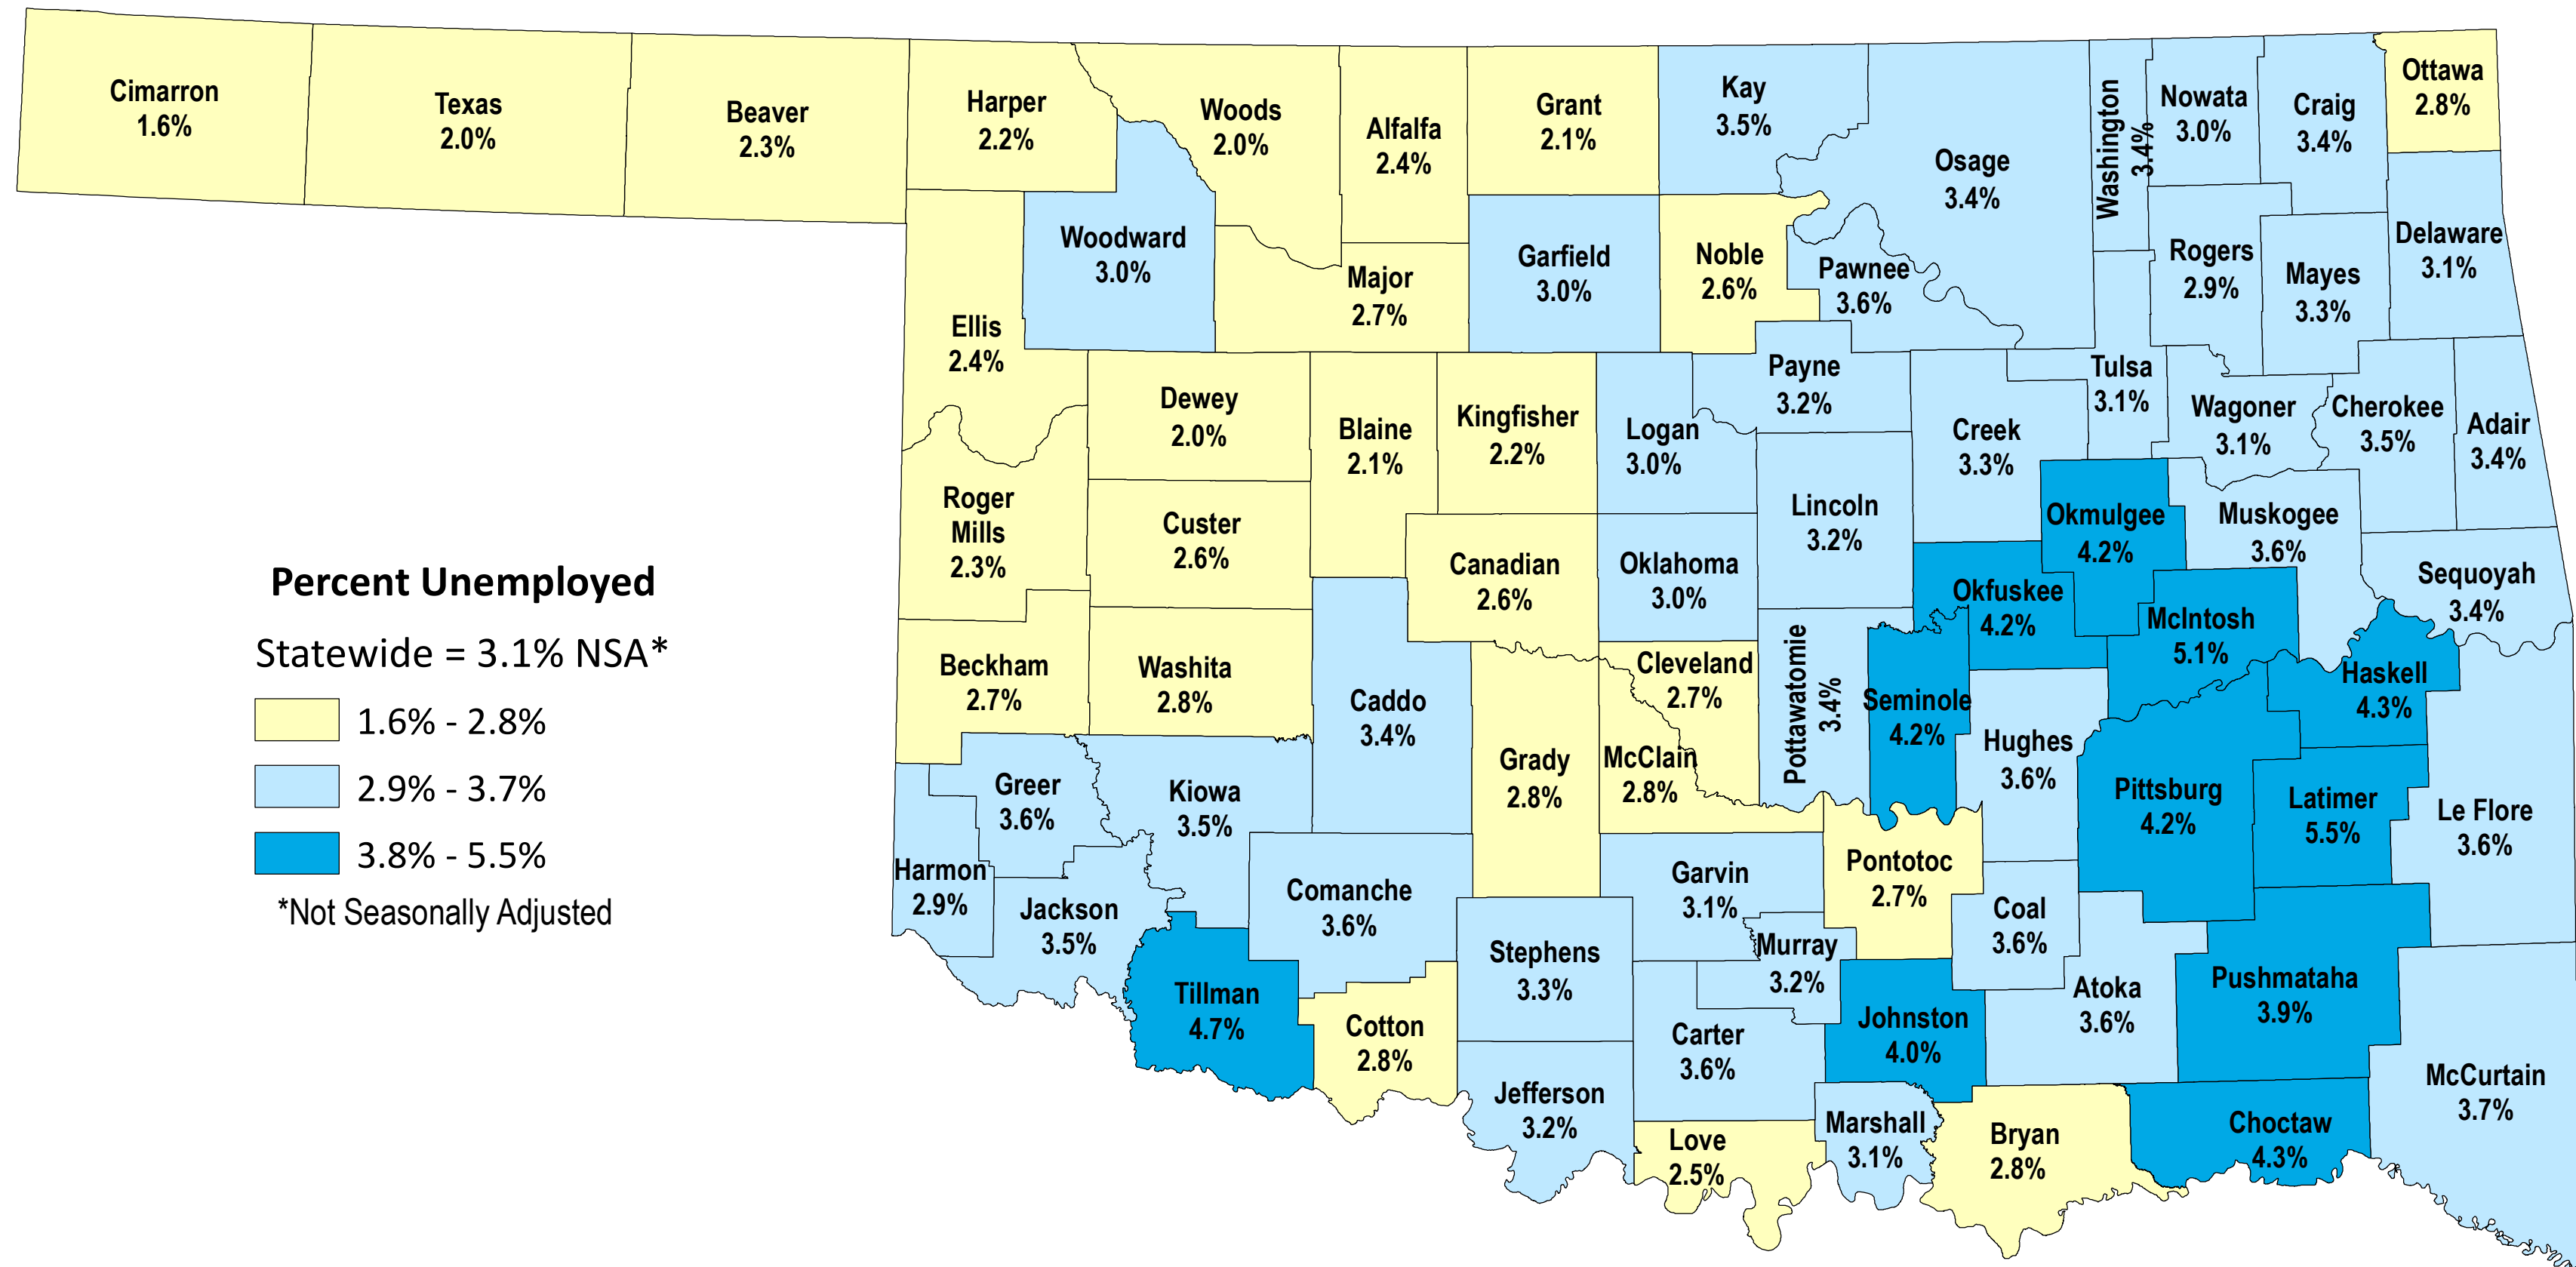 Cimarron
1.6%
Texas
2.0%
Beaver
2.3%
Harper
2.2%
Woods
2.0%
Alfalfa
2.4%
Grant
2.1%
Kay
3.5%
Osage
3.4%
Washington
3.4%
Nowata
3.0%
Craig
3.4%
Ottawa
2.8%
Woodward
3.0%
Major
2.7%
Garfield
3.0%
Noble
2.6%
Pawnee
3.6%
Rogers
2.9%
Mayes
3.3%
Delaware
3.1%
Ellis
2.4%
Dewey
2.0%
Blaine
2.1%
Kingfisher
2.2%
Logan
3.0%
Payne
3.2%
Creek
3.3%
Tulsa
3.1%
Wagoner
3.1%
Cherokee
3.5%
Adair
3.4%
Roger
Mills
2.3%
Custer
2.6%
Canadian
2.6%
Oklahoma
3.0%
Lincoln
3.2%
Okmulgee
4.2%
Muskogee
3.6%
Okfuskee
4.2%
McIntosh
5.1%
Sequoyah
3.4%
Percent Unemployed
Statewide = 3.1% NSA*
1.6% - 2.8%
2.9% - 3.7%
3.8% - 5.5%
*Not Seasonally Adjusted
Beckham
2.7%
Washita
2.8%
Caddo
3.4%
Grady
2.8%
Cleveland
2.7%
McClain
2.8%
Pottawatomie
3.4%
Seminole
4.2%
Hughes
3.6%
Haskell
4.3%
Pittsburg
4.2%
Latimer
5.5%
Le Flore
3.6%
Greer
3.6%
Kiowa
3.5%
Harmon
2.9%
Jackson
3.5%
Comanche
3.6%
Garvin
3.1%
Pontotoc
2.7%
Coal
3.6%
Stephens
3.3%
Murray
3.2%
Tillman
4.7%
Cotton
2.8%
Carter
3.6%
Johnston
4.0%
Atoka
3.6%
Pushmataha
3.9%
McCurtain
3.7%
Jefferson
3.2%
Love
2.5%
Marshall
3.1%
Bryan
2.8%
Choctaw
4.3%